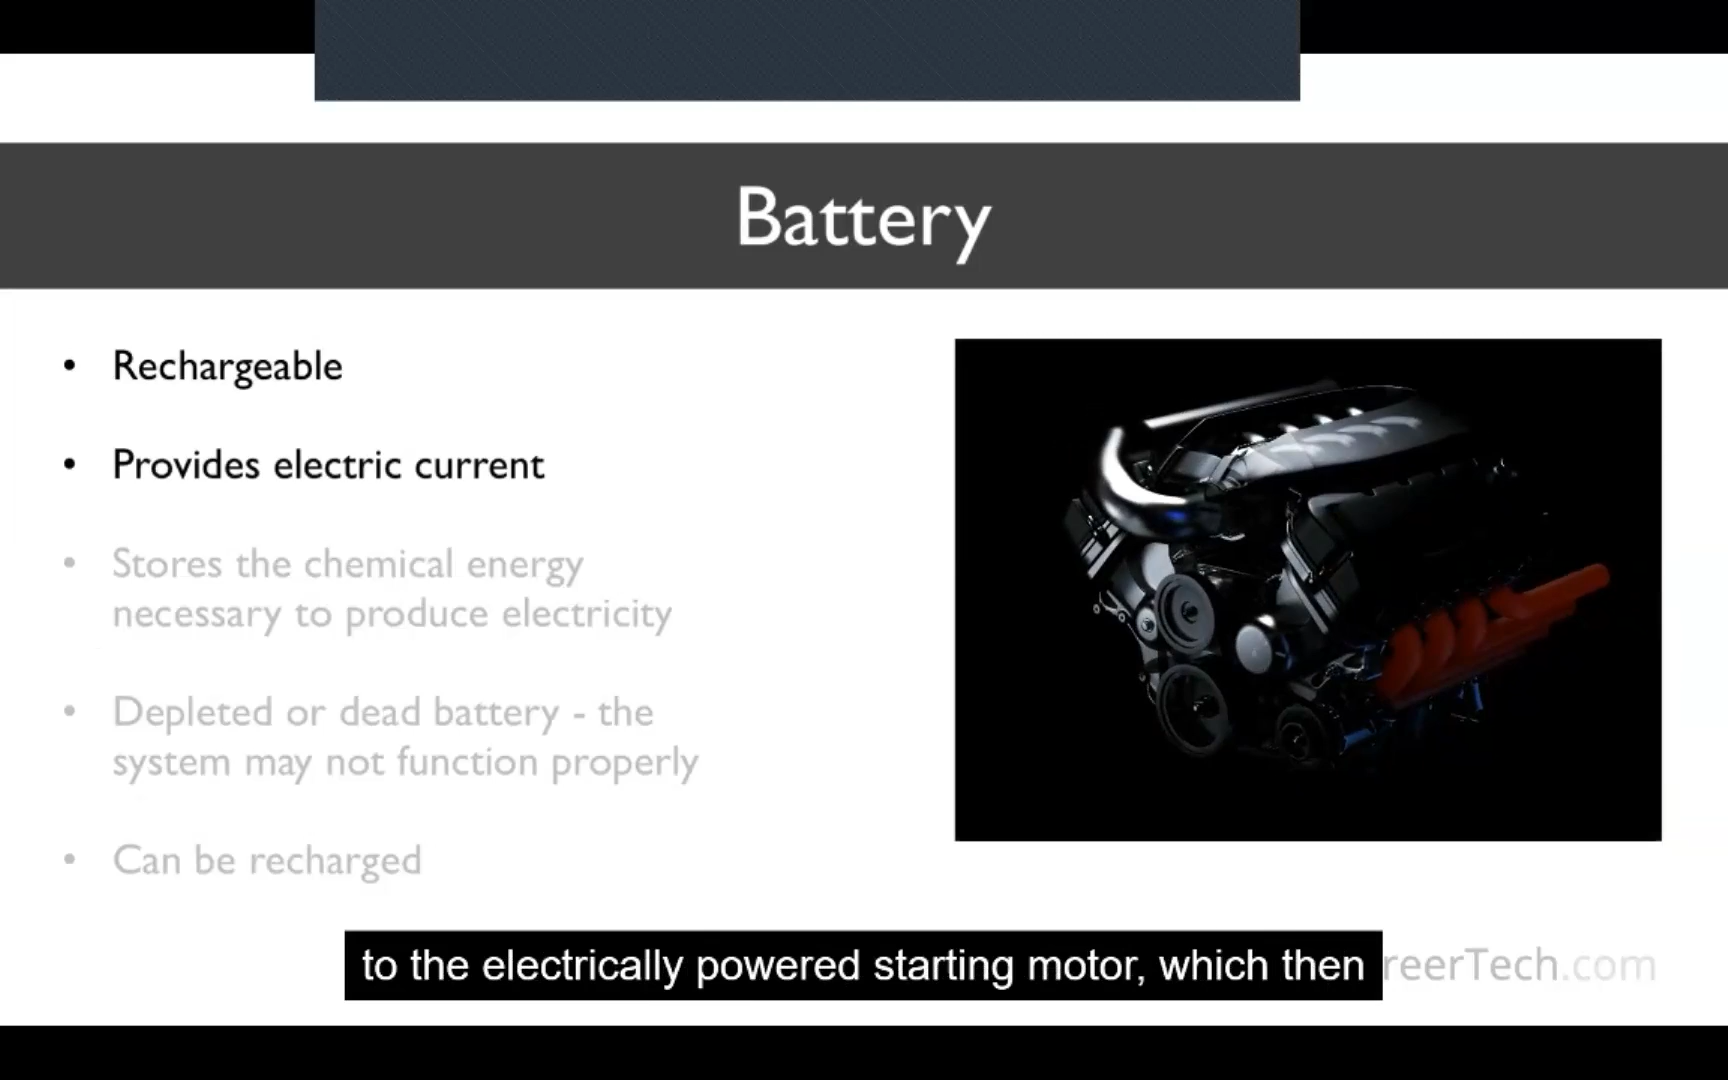 Battery
• Rechargeable
• Provides electric current
• Stores the chemical energy
necessary to produce electricity
• Depleted or dead battery - the
system may not function properly
• Can be recharged
to the electrically powered starting motor, which then
reerTech.com